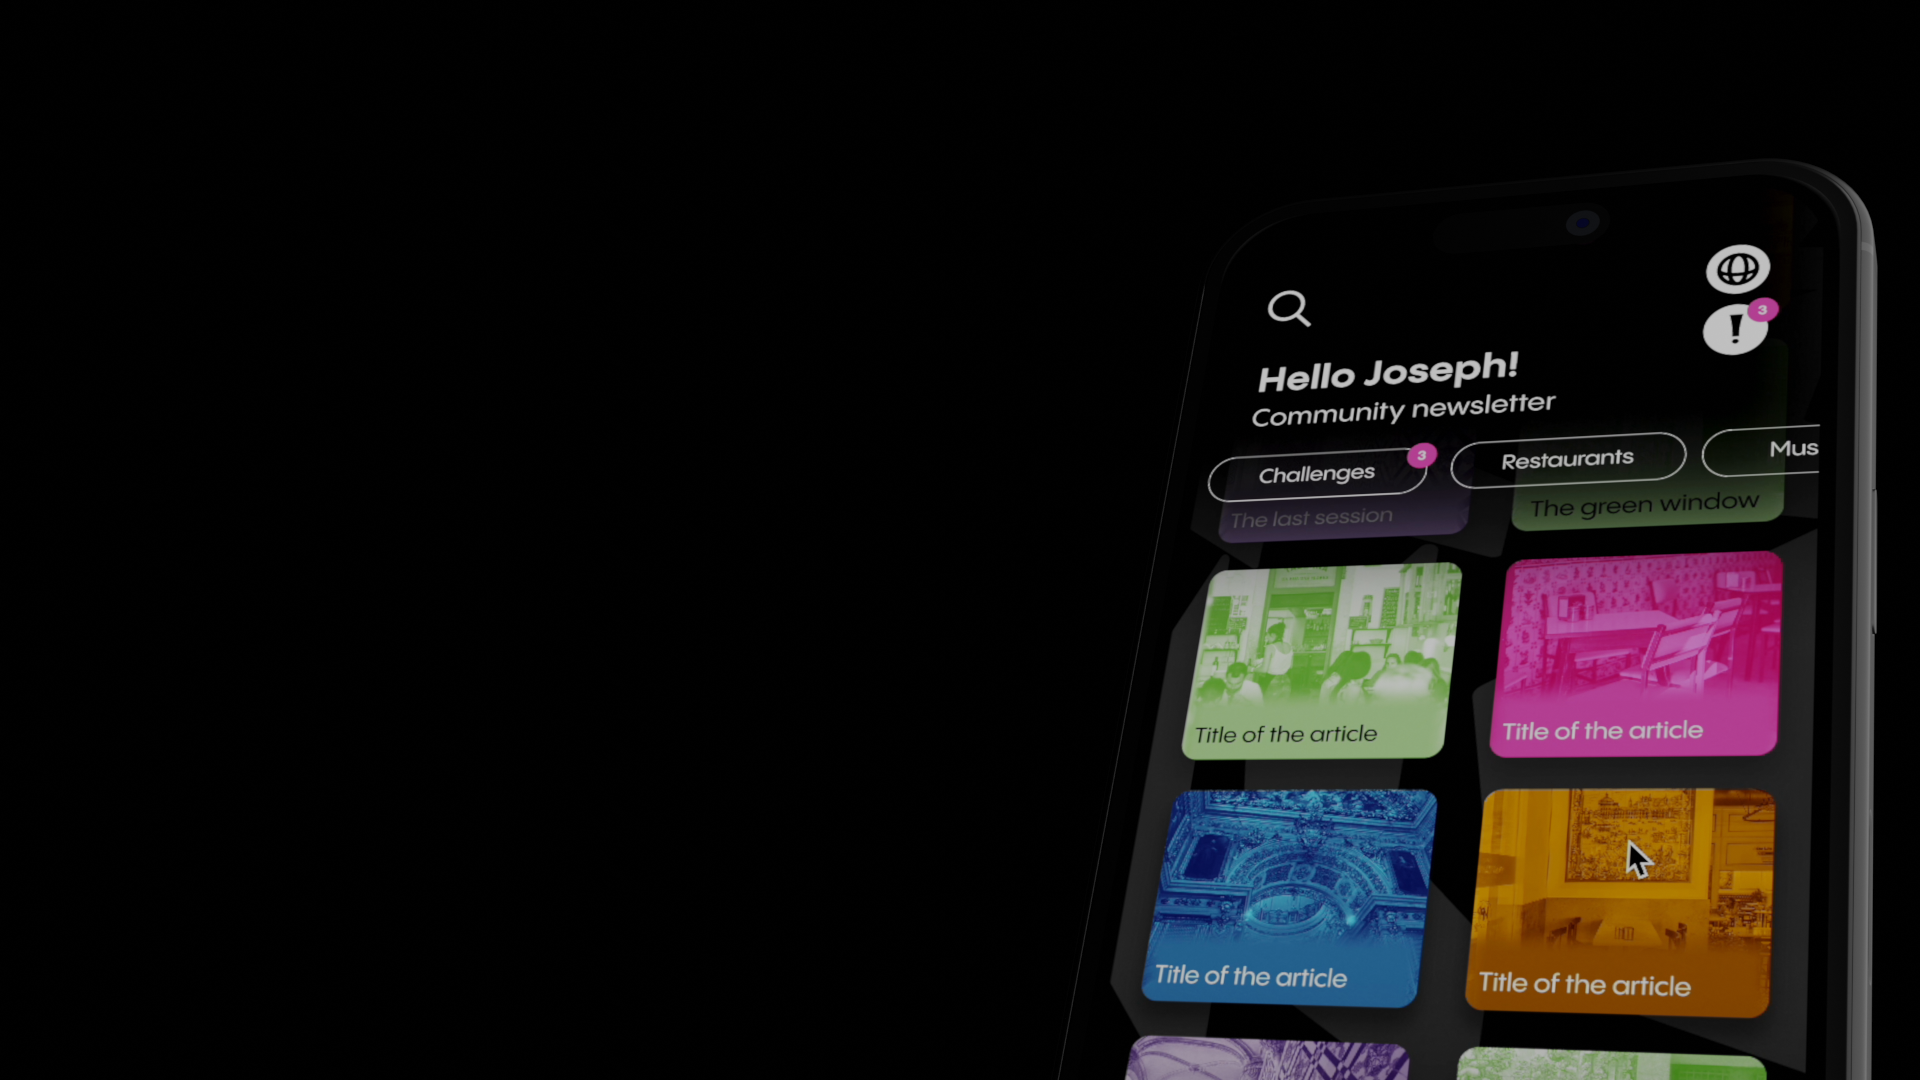 3
Hello Joseph!
Community newsletter
Challenges 3
Restaurants
Mus
The last session
The green window
Title of the article
Title of the article
Title of the article
Title of the article